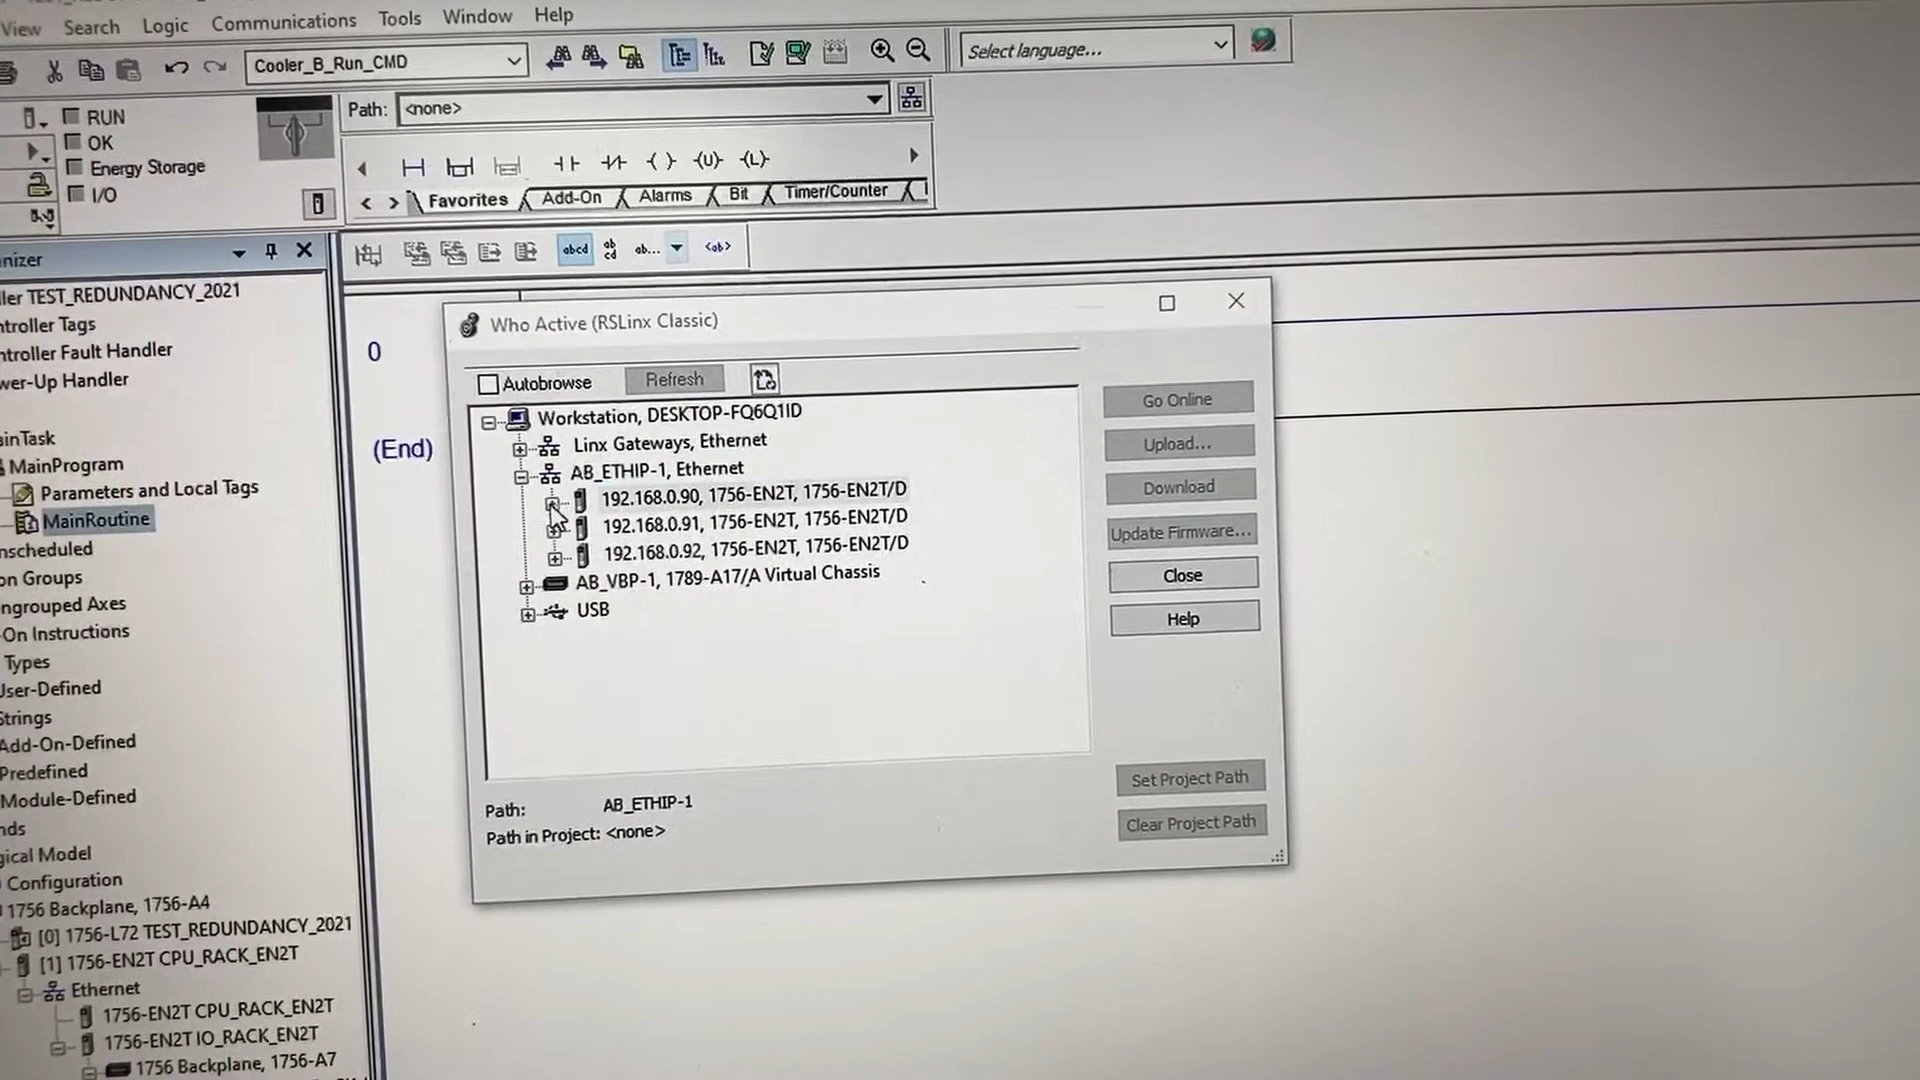 View Search Logic Communications Tools Window Help
Cooler_B_Run_CMD
Select language...
RUN
OK
Energy Storage
I/O
Path: <none>
Favorites Add-On Alarms Bit Timer/Counter
abcd
ab
cd
ab...
<ab>
nizer
ler TEST_REDUNDANCY_2021
ntroller Tags
ntroller Fault Handler
wer-Up Handler
ainTask
MainProgram
Parameters and Local Tags
MainRoutine
nscheduled
on Groups
ngrouped Axes
-On Instructions
Types
User-Defined
Strings
Add-On-Defined
Predefined
Module-Defined
nds
gical Model
Configuration
1756 Backplane, 1756-A4
[0] 1756-L72 TEST_REDUNDANCY_2021
[1] 1756-EN2T CPU_RACK_EN2T
Ethernet
1756-EN2T CPU_RACK_EN2T
1756-EN2T IO_RACK_EN2T
1756 Backplane, 1756-A7
0
(End)
Who Active (RSLinx Classic)
Autobrowse Refresh
Workstation, DESKTOP-FQ6Q1ID
Linx Gateways, Ethernet
AB_ETHIP-1, Ethernet
192.168.0.90, 1756-EN2T, 1756-EN2T/D
192.168.0.91, 1756-EN2T, 1756-EN2T/D
192.168.0.92, 1756-EN2T, 1756-EN2T/D
AB_VBP-1, 1789-A17/A Virtual Chassis
USB
Go Online
Upload...
Download
Update Firmware...
Close
Help
Set Project Path
Clear Project Path
Path: AB_ETHIP-1
Path in Project: <none>